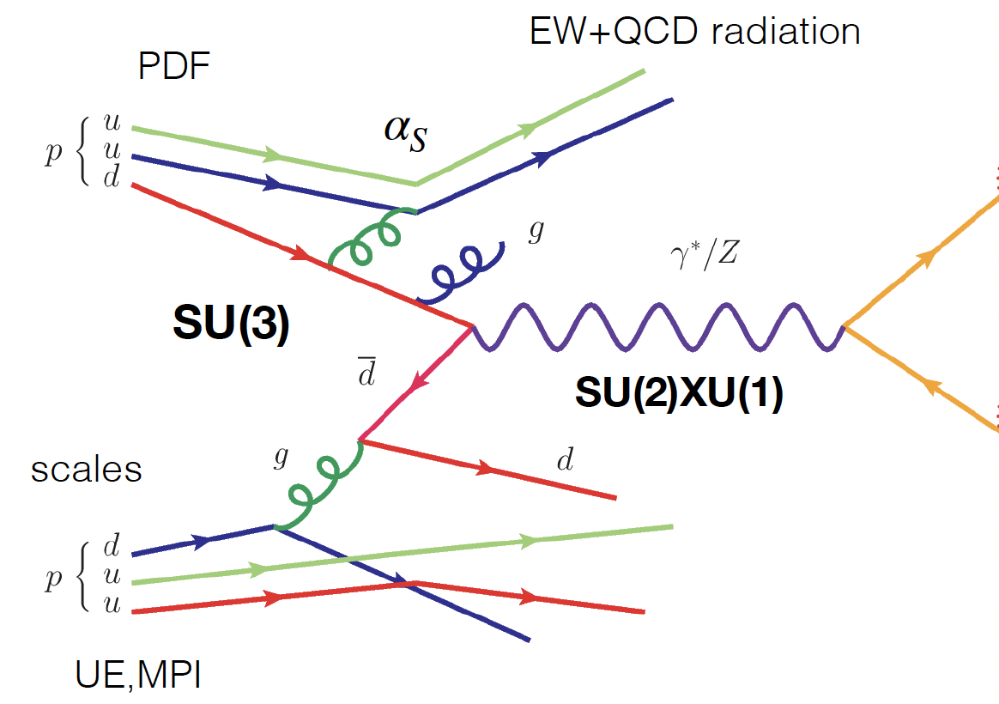 EW+QCD radiation
PDF
αS
u
u
d
p {
g
γ*/Z
SU(3)
d̅
SU(2)XU(1)
g
d
scales
d
u
u
p {
UE,MPI